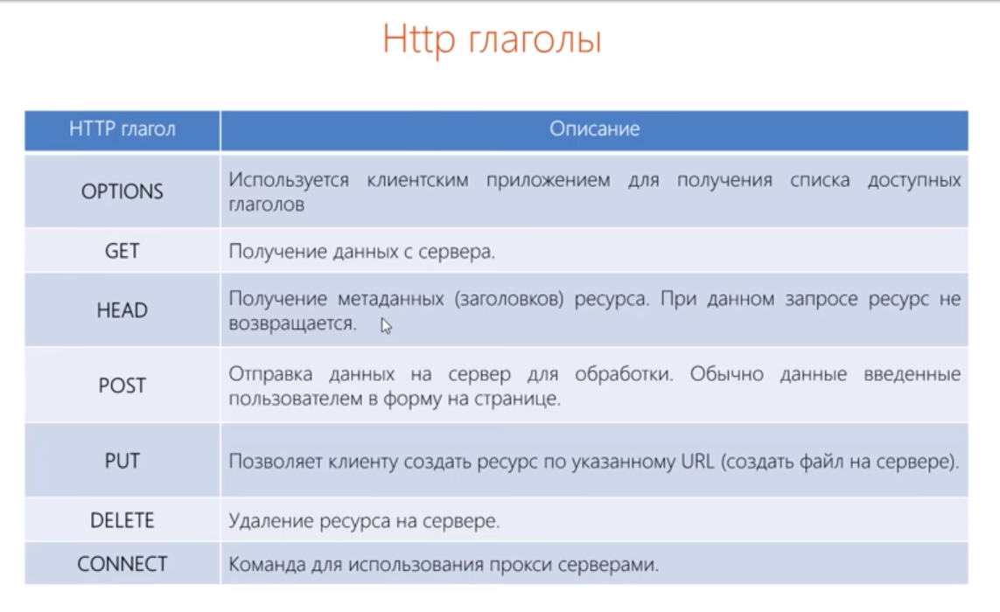 Http глаголы
HTTP глагол
Описание
OPTIONS
Используется клиентским приложением для получения списка доступных
глаголов
GET
Получение данных с сервера.
HEAD
Получение метаданных (заголовков) ресурса. При данном запросе ресурс не
возвращается.
POST
Отправка данных на сервер для обработки. Обычно данные введенные
пользователем в форму на странице.
PUT
Позволяет клиенту создать ресурс по указанному URL (создать файл на сервере).
DELETE
Удаление ресурса на сервере.
CONNECT
Команда для использования прокси серверами.